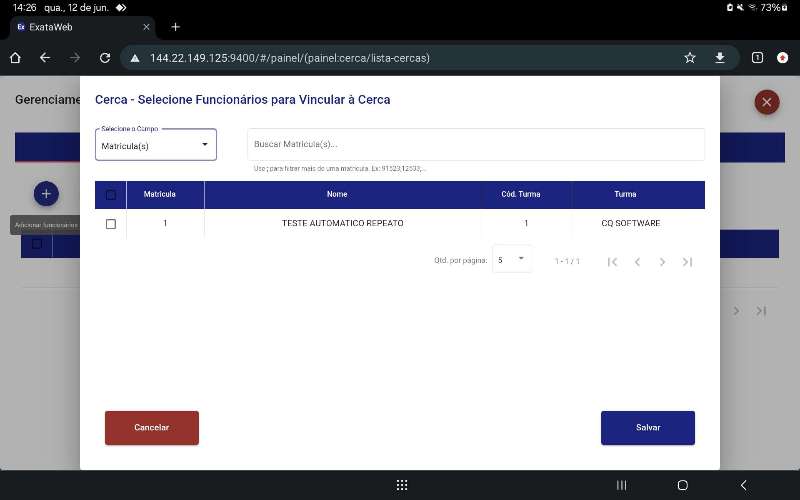 14:26 qua., 12 de jun. 73%
Ex ExataWeb
144.22.149.125:9400/#/painel/(painel:cerca/lista-cercas) 1
Gerenciame
Cerca - Selecione Funcionários para Vincular à Cerca
Selecione o Campo
Matricula(s)
Buscar Matricula(s)...
Use ; para filtrar mais de uma matricula. Ex: 91523;12533;...
Adicionar funcionários
Matricula Nome Cód. Turma Turma
1 TESTE AUTOMATICO REPEATO 1 CQ SOFTWARE
Qtd. por página: 5 1 - 1 / 1
Cancelar Salvar